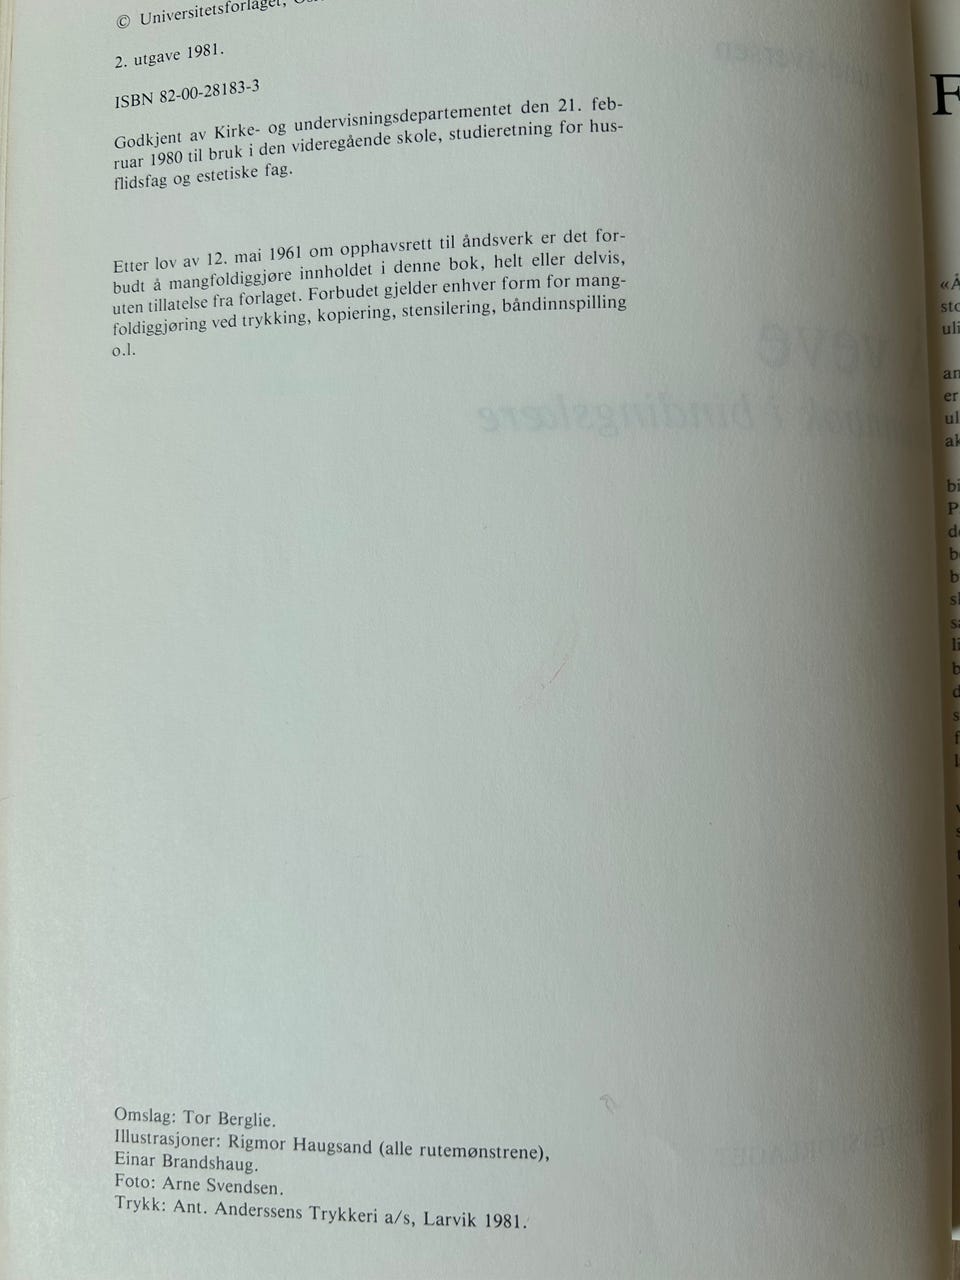 © Universitetsforlaget,
2. utgave 1981.
ISBN 82-00-28183-3
Godkjent av Kirke- og undervisningsdepartementet den 21. feb-
ruar 1980 til bruk i den videregående skole, studieretning for hus-
flidsfag og estetiske fag.
Etter lov av 12. mai 1961 om opphavsrett til åndsverk er det for-
budt å mangfoldiggjøre innholdet i denne bok, helt eller delvis,
uten tillatelse fra forlaget. Forbudet gjelder enhver form for mang-
foldiggjøring ved trykking, kopiering, stensilering, båndinnspilling
o.l.
Omslag: Tor Berglie.
Illustrasjoner: Rigmor Haugsand (alle rutemønstrene),
Einar Brandshaug.
Foto: Arne Svendsen.
Trykk: Ant. Anderssens Trykkeri a/s, Larvik 1981.